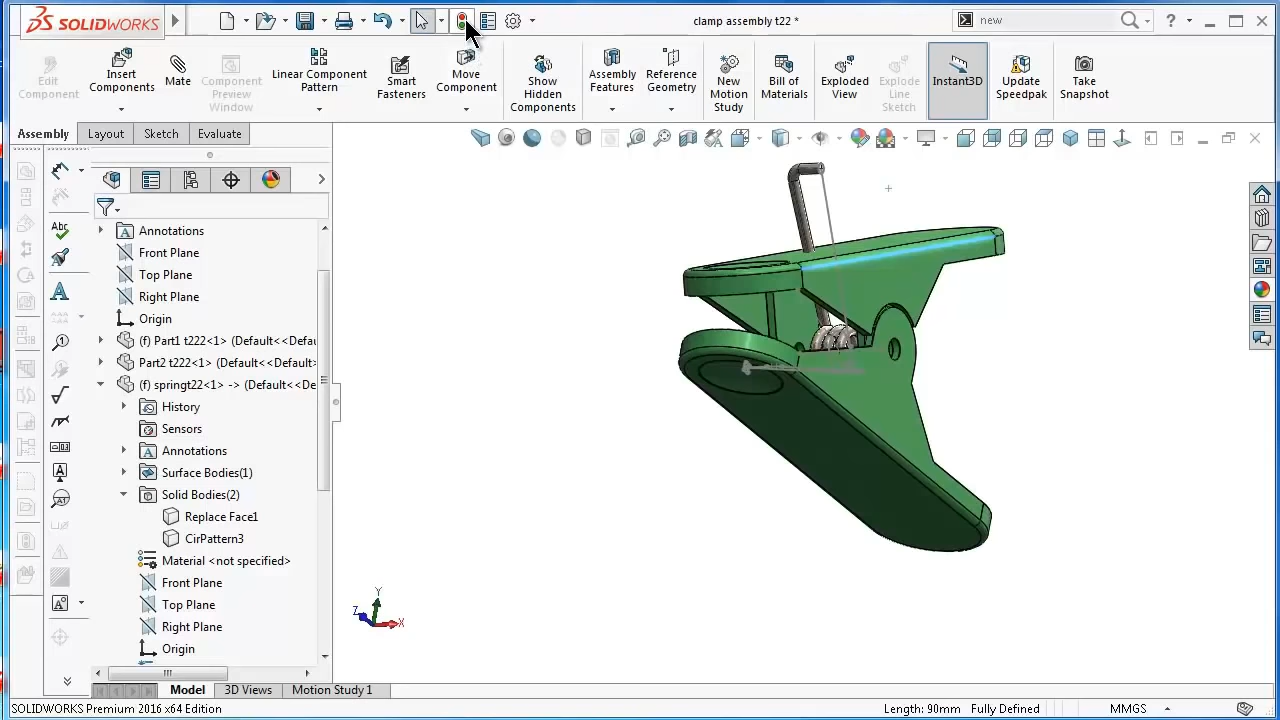 SOLIDWORKS
clamp assembly t22 *
new
?
Edit
Component
Insert
Components
Mate
Component
Preview
Window
Linear Component
Pattern
Smart
Fasteners
Move
Component
Show
Hidden
Components
Assembly
Features
Reference
Geometry
New
Motion
Study
Bill of
Materials
Exploded
View
Explode
Line
Sketch
Instant3D
Update
Speedpak
Take
Snapshot
Assembly
Layout
Sketch
Evaluate
Abc
Annotations
Front Plane
Top Plane
Right Plane
Origin
(f) Part1 t222<1> (Default<<Defau
Part2 t222<1> (Default<<Default
(f) springt22<1> -> (Default<<De
History
Sensors
Annotations
Surface Bodies(1)
Solid Bodies(2)
Replace Face1
CirPattern3
Material <not specified>
Front Plane
Top Plane
Right Plane
Origin
Y
Z
X
Model
3D Views
Motion Study 1
SOLIDWORKS Premium 2016 x64 Edition
Length: 90mm
Fully Defined
MMGS